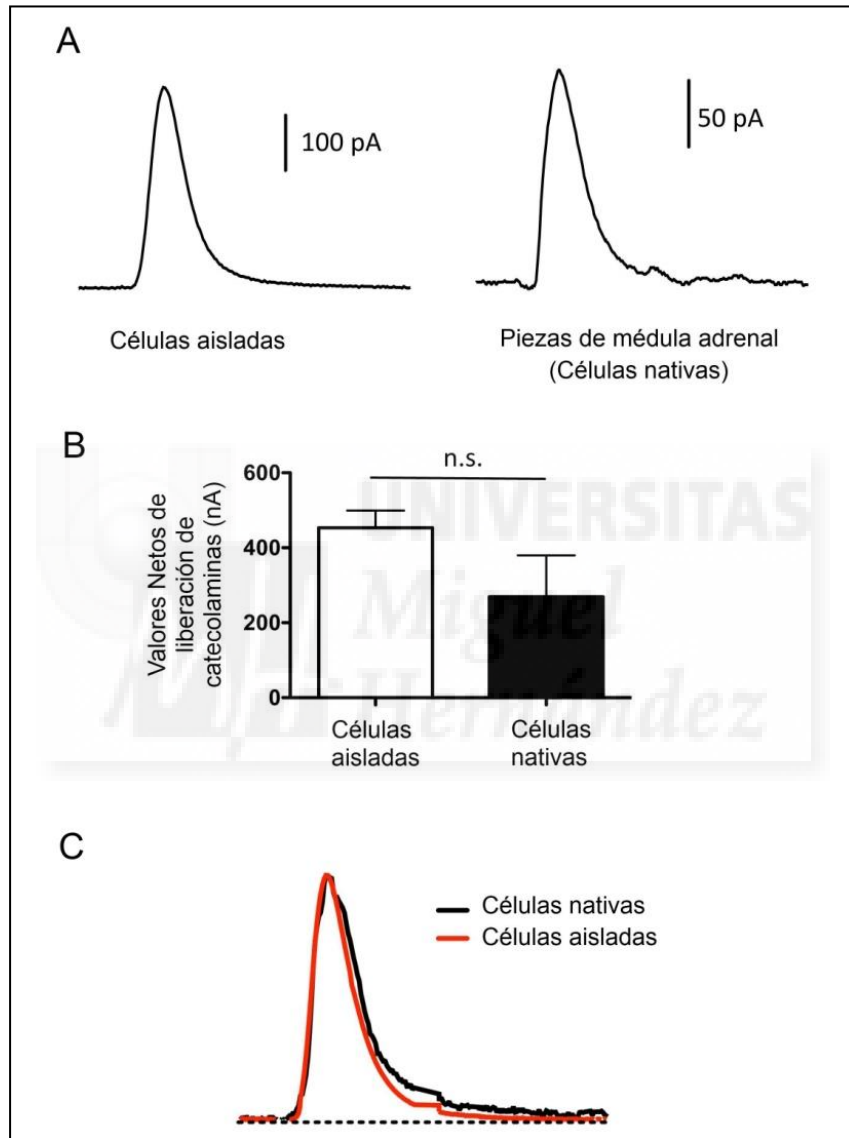 A
100 pA
50 pA
Células aisladas
Piezas de médula adrenal
(Células nativas)
B
n.s.
Valores Netos de
liberación de
catecolaminas (nA)
600
400
200
0
UNIVERSITAS
Miguel
Hernández
Células
aisladas
Células
nativas
C
Células nativas
Células aisladas